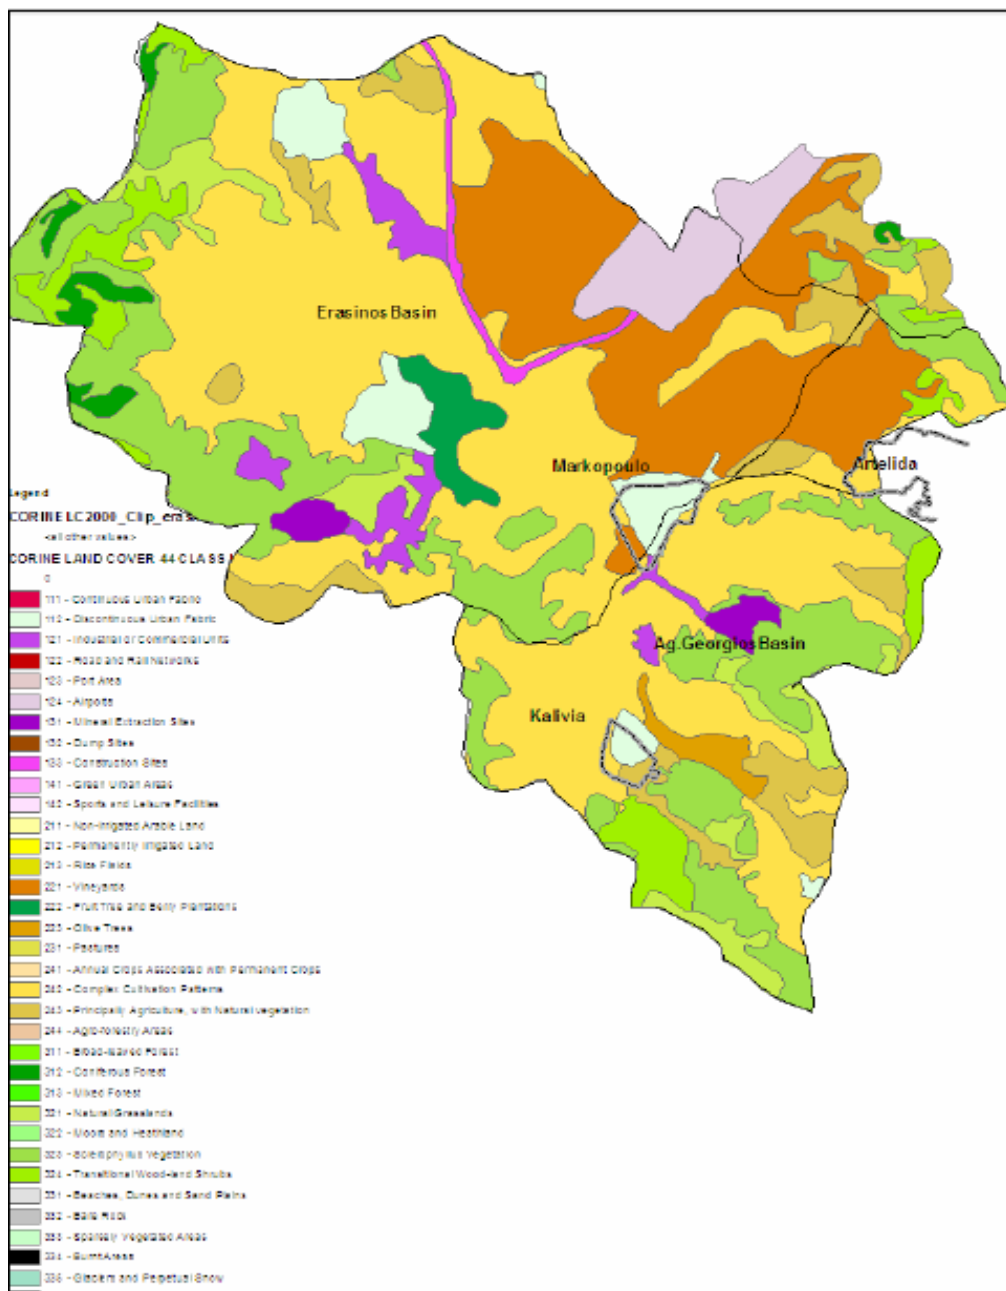 Erasinos Basin
Markopoulo
Artelida
Ag.Georgios Basin
Kalivia
Legend
CORINE LC2000_Clip_eras
<all other values>
CORINE LAND COVER 44 CLASS
0
111 - Continuous Urban Fabric
112 - Discontinuous Urban Fabric
121 - Industrial or Commercial Units
122 - Road and Rail Networks
123 - Port Area
124 - Airports
131 - Mineral Extraction Sites
132 - Dump Sites
133 - Construction Sites
141 - Green Urban Areas
142 - Sports and Leisure Facilities
211 - Non-Irrigated Arable Land
212 - Permanently Irrigated Land
213 - Rice Fields
221 - Vineyards
222 - Fruit Tree and Berry Plantations
223 - Olive Trees
231 - Pastures
241 - Annual Crops Associated with Permanent Crops
242 - Complex Cultivation Patterns
243 - Principally Agriculture, with Natural vegetation
244 - Agro-forestry Areas
311 - Broad-leaved Forest
312 - Coniferous Forest
313 - Mixed Forest
321 - Natural Grasslands
322 - Moors and Heathland
323 - Sclerophyllus Vegetation
324 - Transitional Wood-land Shrubs
331 - Beaches, Dunes and Sand Plains
332 - Bare Rock
333 - Sparsely Vegetated Areas
334 - Burnt Areas
335 - Glaciers and Perpetual Snow